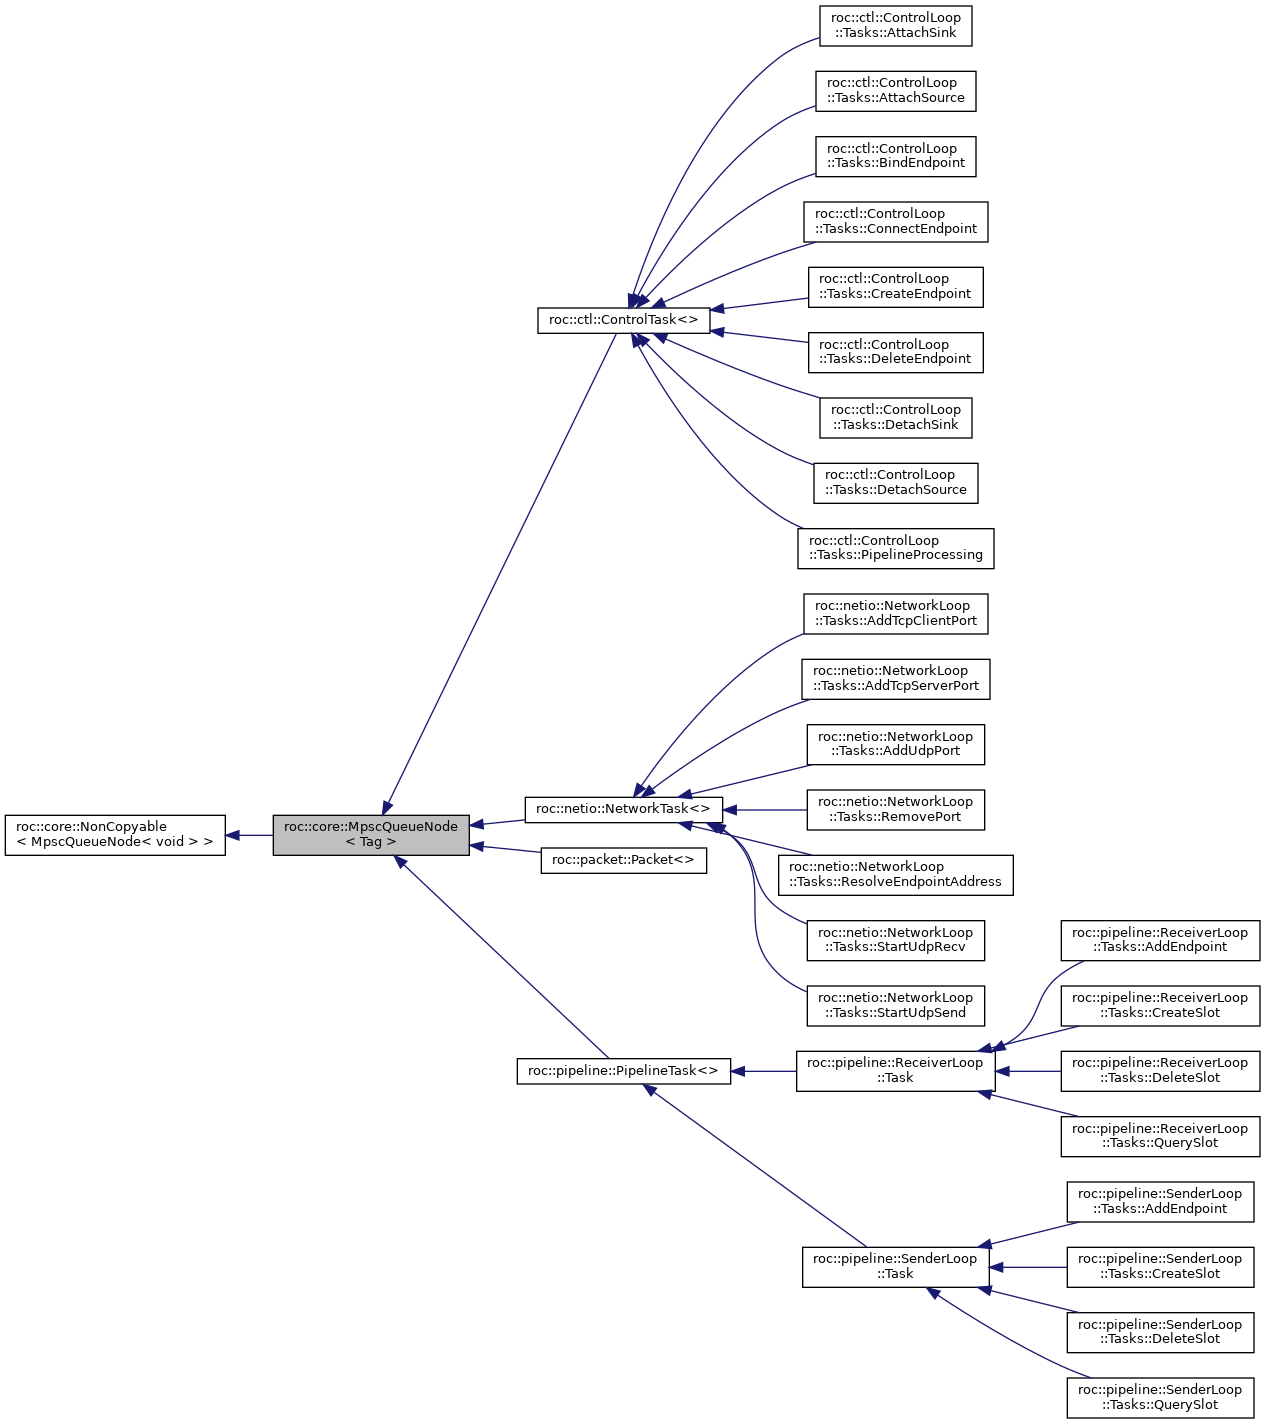 roc::ctl::ControlLoop
::Tasks::AttachSink
roc::ctl::ControlLoop
::Tasks::AttachSource
roc::ctl::ControlLoop
::Tasks::BindEndpoint
roc::ctl::ControlLoop
::Tasks::ConnectEndpoint
roc::ctl::ControlLoop
::Tasks::CreateEndpoint
roc::ctl::ControlTask<>
roc::ctl::ControlLoop
::Tasks::DeleteEndpoint
roc::ctl::ControlLoop
::Tasks::DetachSink
roc::ctl::ControlLoop
::Tasks::DetachSource
roc::ctl::ControlLoop
::Tasks::PipelineProcessing
roc::netio::NetworkLoop
::Tasks::AddTcpClientPort
roc::netio::NetworkLoop
::Tasks::AddTcpServerPort
roc::netio::NetworkLoop
::Tasks::AddUdpPort
roc::netio::NetworkTask<>
roc::netio::NetworkLoop
::Tasks::RemovePort
roc::core::NonCopyable
< MpscQueueNode< void > >
roc::core::MpscQueueNode
< Tag >
roc::packet::Packet<>
roc::netio::NetworkLoop
::Tasks::ResolveEndpointAddress
roc::netio::NetworkLoop
::Tasks::StartUdpRecv
roc::pipeline::ReceiverLoop
::Tasks::AddEndpoint
roc::netio::NetworkLoop
::Tasks::StartUdpSend
roc::pipeline::ReceiverLoop
::Tasks::CreateSlot
roc::pipeline::PipelineTask<>
roc::pipeline::ReceiverLoop
::Task
roc::pipeline::ReceiverLoop
::Tasks::DeleteSlot
roc::pipeline::ReceiverLoop
::Tasks::QuerySlot
roc::pipeline::SenderLoop
::Tasks::AddEndpoint
roc::pipeline::SenderLoop
::Task
roc::pipeline::SenderLoop
::Tasks::CreateSlot
roc::pipeline::SenderLoop
::Tasks::DeleteSlot
roc::pipeline::SenderLoop
::Tasks::QuerySlot